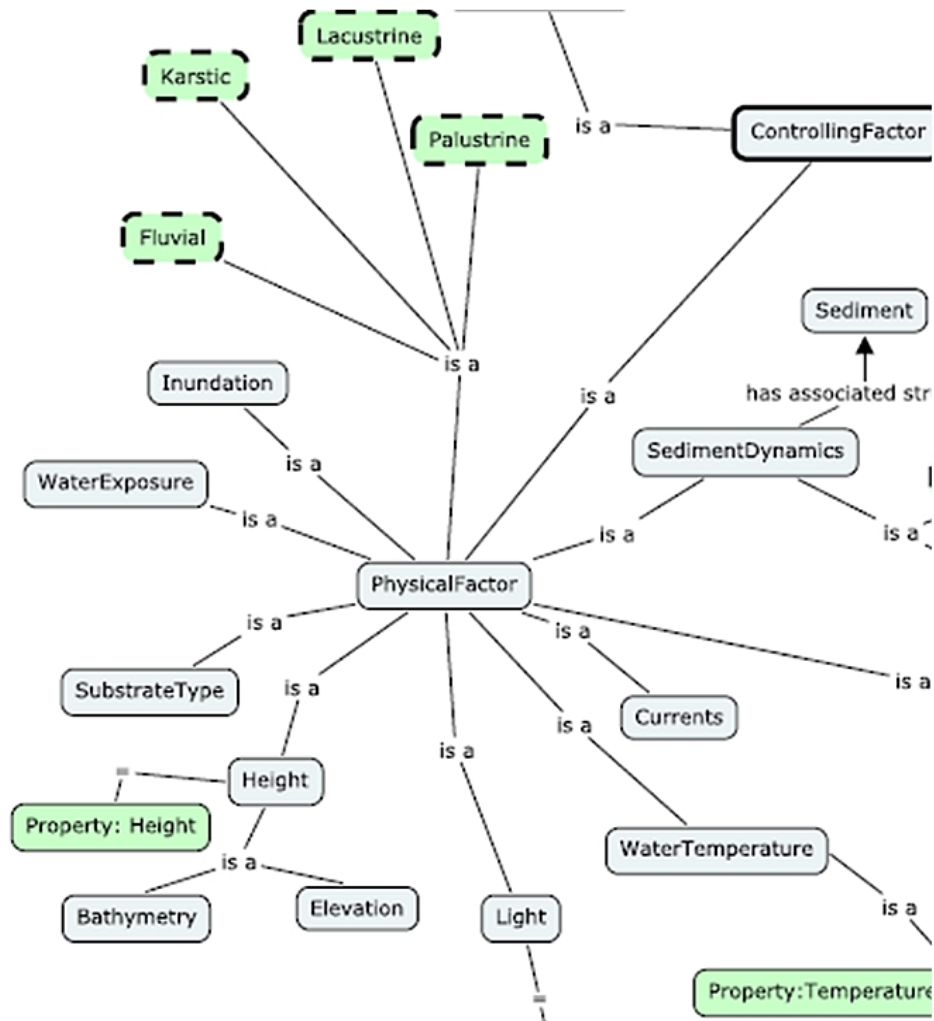 Lacustrine
Karstic
is a
ControllingFactor
Palustrine
Fluvial
Sediment
is a
Inundation
is a
has associated str
SedimentDynamics
is a
WaterExposure
is a
is a
is a
PhysicalFactor
is a
is a
is a
SubstrateType
is a
Currents
is a
is a
=
Height
Property: Height
WaterTemperature
is a
Bathymetry
Elevation
Light
is a
Property:Temperature
=